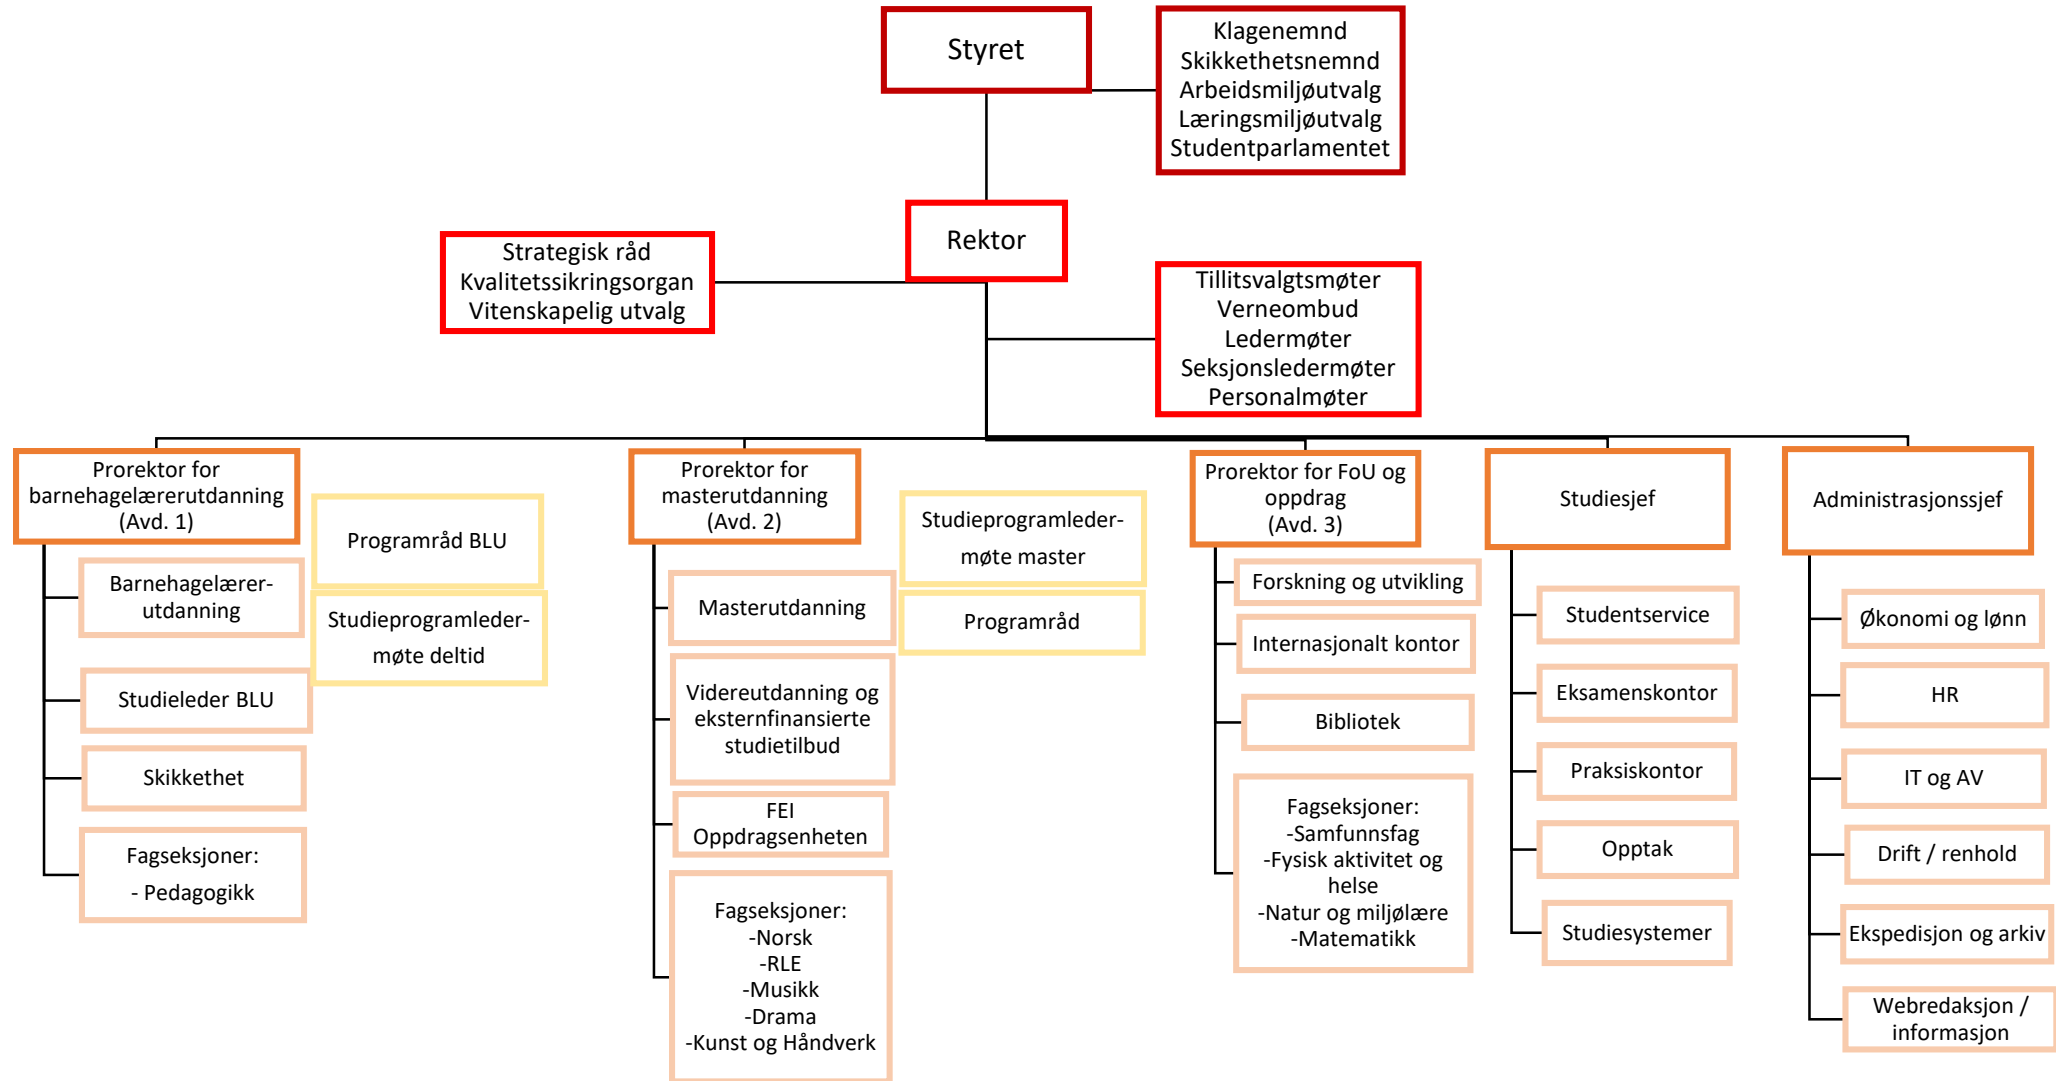 Styret
Klagenemnd
Skikkethetsnemnd
Arbeidsmiljøutvalg
Læringsmiljøutvalg
Studentparlamentet
Rektor
Strategisk råd
Kvalitetssikringsorgan
Vitenskapelig utvalg
Tillitsvalgtsmøter
Verneombud
Ledermøter
Seksjonsledermøter
Personalmøter
Prorektor for
barnehagelærerutdanning
(Avd. 1)
Programråd BLU
Studieprogramleder-
møte deltid
Barnehagelærer-
utdanning
Studieleder BLU
Skikkethet
Fagseksjoner:
- Pedagogikk
Prorektor for
masterutdanning
(Avd. 2)
Studieprogramleder-
møte master
Programråd
Masterutdanning
Videreutdanning og
eksternfinansierte
studietilbud
FEI
Oppdragsenheten
Fagseksjoner:
-Norsk
-RLE
-Musikk
-Drama
-Kunst og Håndverk
Prorektor for FoU og
oppdrag
(Avd. 3)
Forskning og utvikling
Internasjonalt kontor
Bibliotek
Fagseksjoner:
-Samfunnsfag
-Fysisk aktivitet og
helse
-Natur og miljølære
-Matematikk
Studiesjef
Studentservice
Eksamenskontor
Praksiskontor
Opptak
Studiesystemer
Administrasjonssjef
Økonomi og lønn
HR
IT og AV
Drift / renhold
Ekspedisjon og arkiv
Webredaksjon /
informasjon